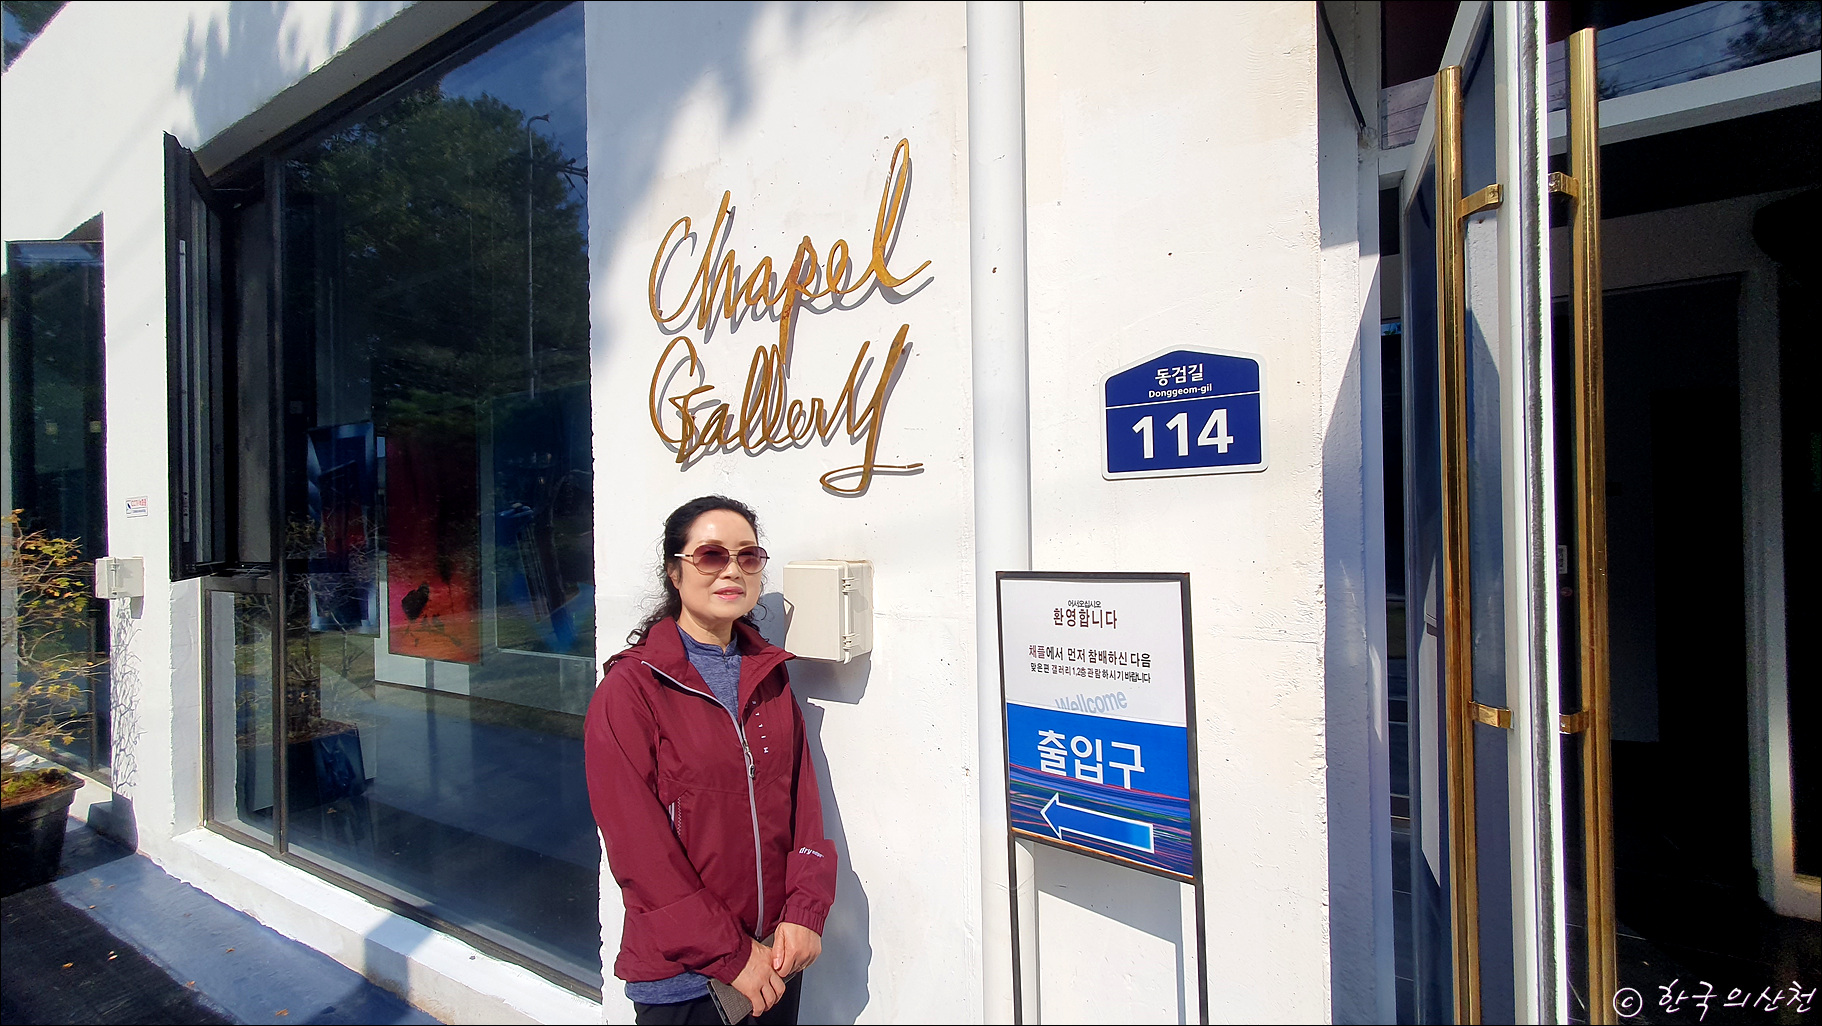 Chapel
Gallery
동검길
Donggeom-gil
114
어서오십시오
환영합니다
채플에서 먼저 참배하신 다음
맞은편 갤러리 1,2층 관람하시기 바랍니다
Wellcome
출입구
dry
© 한국의산천